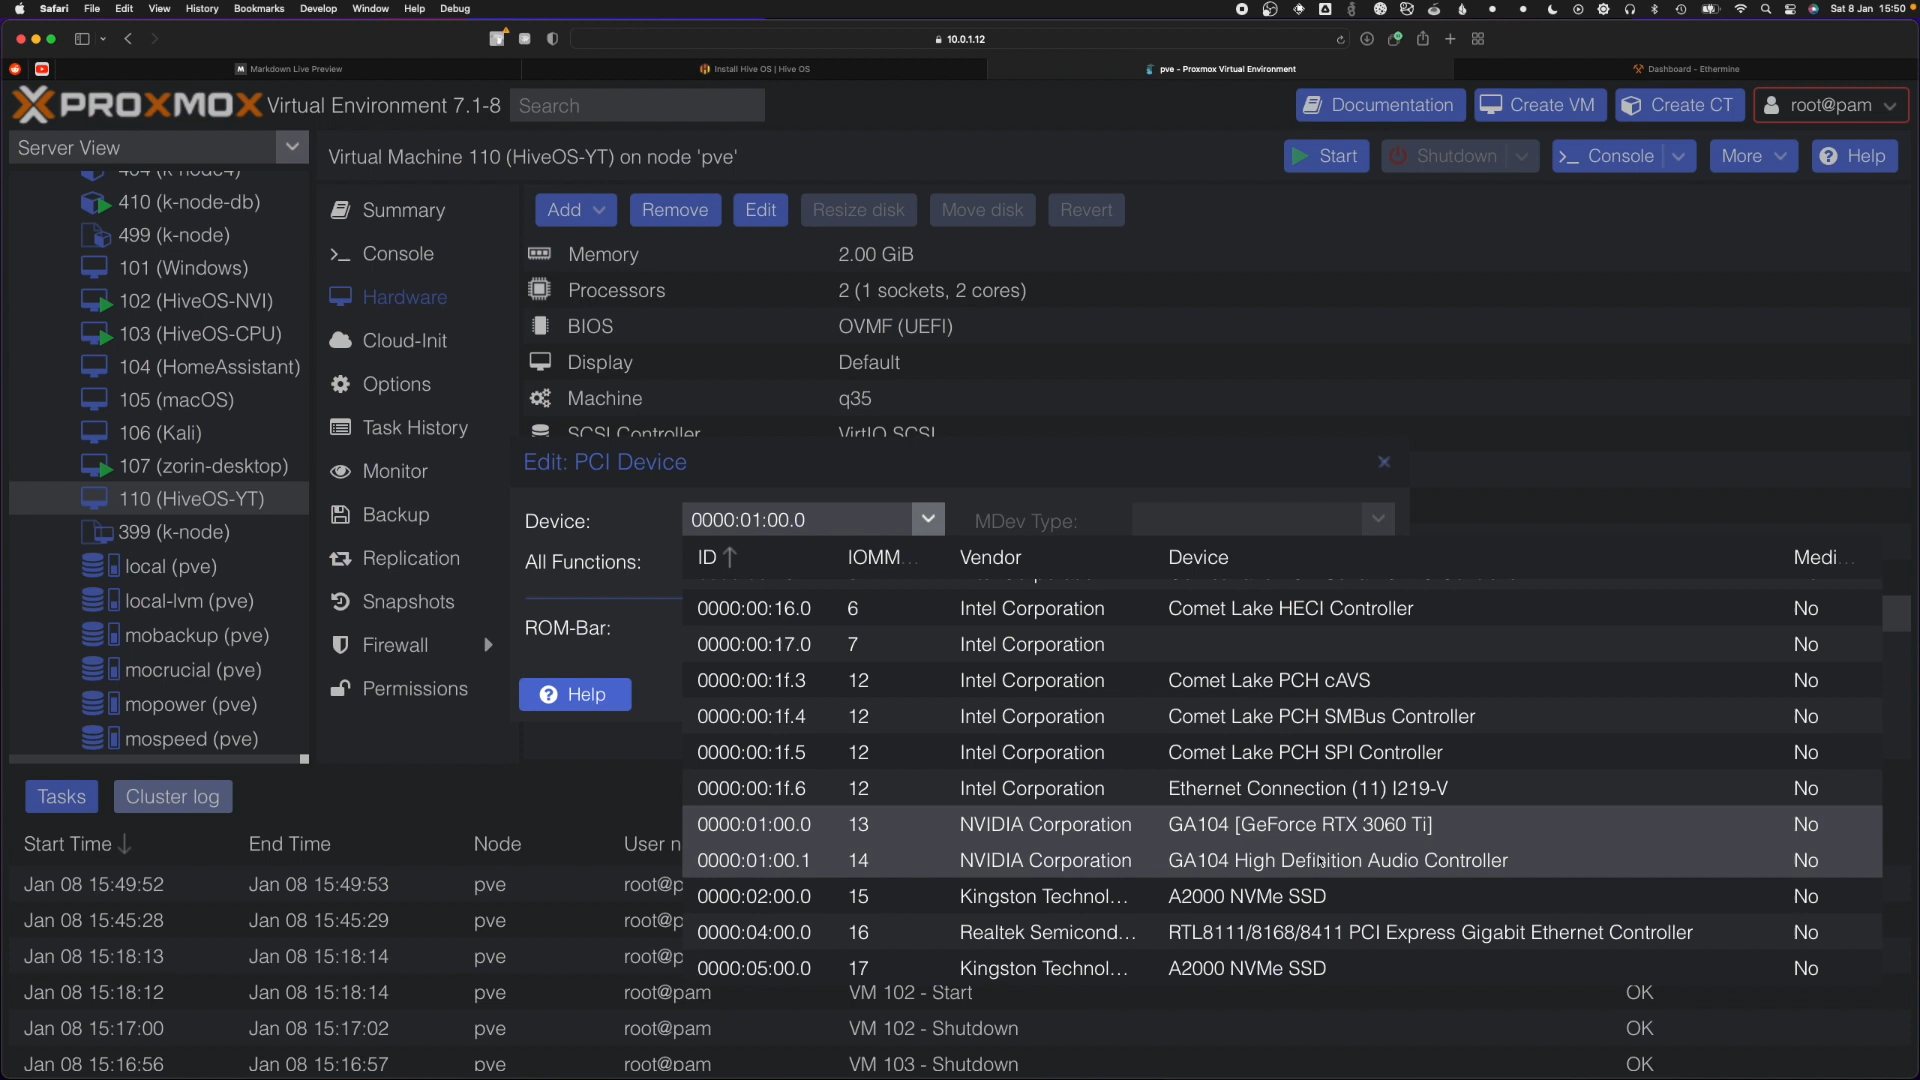 Safari File Edit View History Bookmarks Develop Window Help Debug
Sat 8 Jan 15:50
10.0.1.12
Markdown Live Preview
Install Hive OS | Hive OS
pve - Proxmox Virtual Environment
Dashboard - Ethermine
PROXMOX Virtual Environment 7.1-8 Search
Documentation Create VM Create CT root@pam
Server View
Virtual Machine 110 (HiveOS-YT) on node 'pve'
Start Shutdown Console More Help
410 (k-node-db)
499 (k-node)
101 (Windows)
102 (HiveOS-NVI)
103 (HiveOS-CPU)
104 (HomeAssistant)
105 (macOS)
106 (Kali)
107 (zorin-desktop)
110 (HiveOS-YT)
399 (k-node)
local (pve)
local-lvm (pve)
mobackup (pve)
mocrucial (pve)
mopower (pve)
mospeed (pve)
Summary
Console
Hardware
Cloud-Init
Options
Task History
Monitor
Backup
Replication
Snapshots
Firewall
Permissions
Add Remove Edit Resize disk Move disk Revert
Memory 2.00 GiB
Processors 2 (1 sockets, 2 cores)
BIOS OVMF (UEFI)
Display Default
Machine q35
SCSI Controller VirtIO SCSI
Edit: PCI Device
Device: 0000:01:00.0 MDev Type:
All Functions:
ROM-Bar:
Help
ID IOMM... Vendor Device Medi...
0000:00:16.0 6 Intel Corporation Comet Lake HECI Controller No
0000:00:17.0 7 Intel Corporation No
0000:00:1f.3 12 Intel Corporation Comet Lake PCH cAVS No
0000:00:1f.4 12 Intel Corporation Comet Lake PCH SMBus Controller No
0000:00:1f.5 12 Intel Corporation Comet Lake PCH SPI Controller No
0000:00:1f.6 12 Intel Corporation Ethernet Connection (11) I219-V No
0000:01:00.0 13 NVIDIA Corporation GA104 [GeForce RTX 3060 Ti] No
0000:01:00.1 14 NVIDIA Corporation GA104 High Definition Audio Controller No
0000:02:00.0 15 Kingston Technol... A2000 NVMe SSD No
0000:04:00.0 16 Realtek Semicond... RTL8111/8168/8411 PCI Express Gigabit Ethernet Controller No
0000:05:00.0 17 Kingston Technol... A2000 NVMe SSD No
Tasks Cluster log
Start Time End Time Node User n
Jan 08 15:49:52 Jan 08 15:49:53 pve root@p
Jan 08 15:45:28 Jan 08 15:45:29 pve root@p
Jan 08 15:18:13 Jan 08 15:18:14 pve root@p
Jan 08 15:18:12 Jan 08 15:18:14 pve root@pam VM 102 - Start OK
Jan 08 15:17:00 Jan 08 15:17:02 pve root@pam VM 102 - Shutdown OK
Jan 08 15:16:56 Jan 08 15:16:57 pve root@pam VM 103 - Shutdown OK